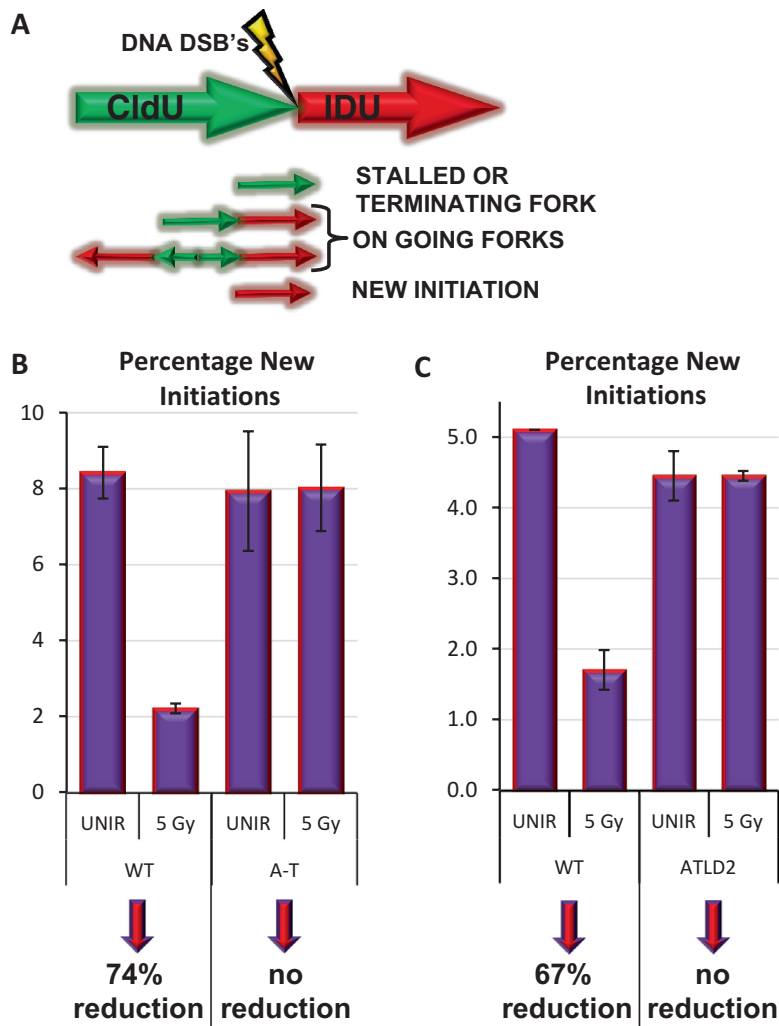 A
DNA DSB's
CldU
IDU
STALLED OR
TERMINATING FORK
ON GOING FORKS
NEW INITIATION
B
Percentage New
Initiations
10
8
6
4
2
0
UNIR
5 Gy
UNIR
5 Gy
WT
A-T
74%
reduction
no
reduction
C
Percentage New
Initiations
5.0
4.0
3.0
2.0
1.0
0.0
UNIR
5 Gy
UNIR
5 Gy
WT
ATLD2
67%
reduction
no
reduction